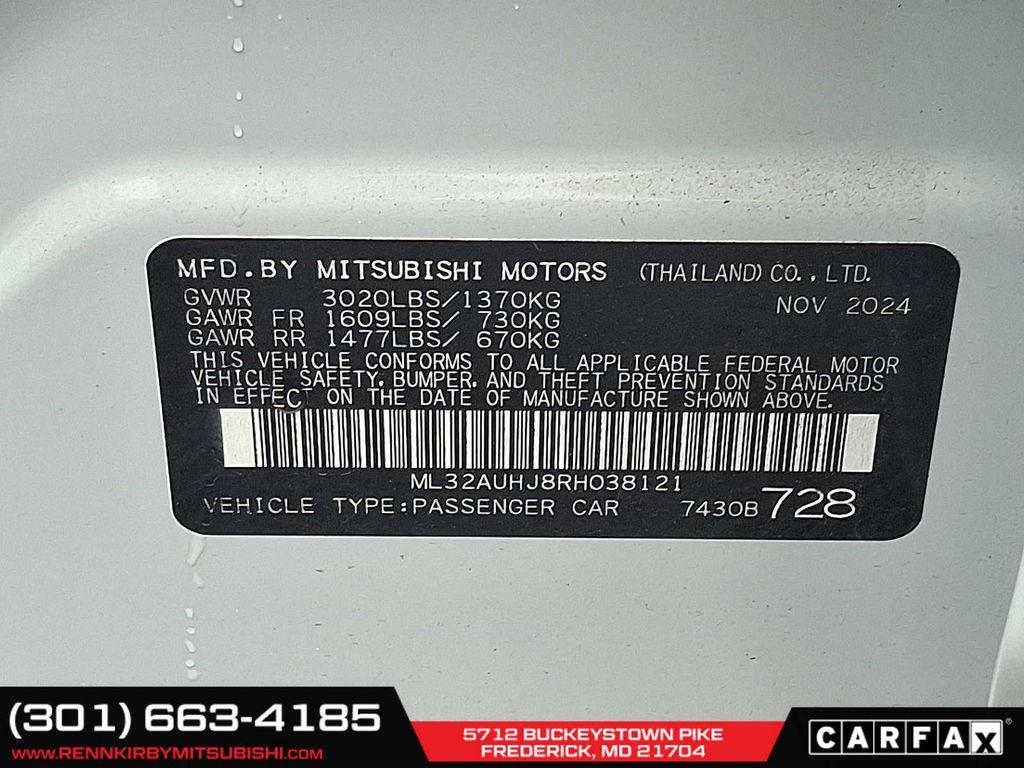 MFD.BY MITSUBISHI MOTORS (THAILAND) CO., LTD.
GVWR 3020LBS/1370KG NOV 2024
GAWR FR 1609LBS/ 730KG
GAWR RR 1477LBS/ 670KG
THIS VEHICLE CONFORMS TO ALL APPLICABLE FEDERAL MOTOR
VEHICLE SAFETY, BUMPER, AND THEFT PREVENTION STANDARDS
IN EFFECT ON THE DATE OF MANUFACTURE SHOWN ABOVE.
ML32AUHJ8RH038121
VEHICLE TYPE:PASSENGER CAR 7430B 728
(301) 663-4185
WWW.RENNKIRBYMITSUBISHI.COM
5712 BUCKEYSTOWN PIKE
FREDERICK, MD 21704
CARFAX